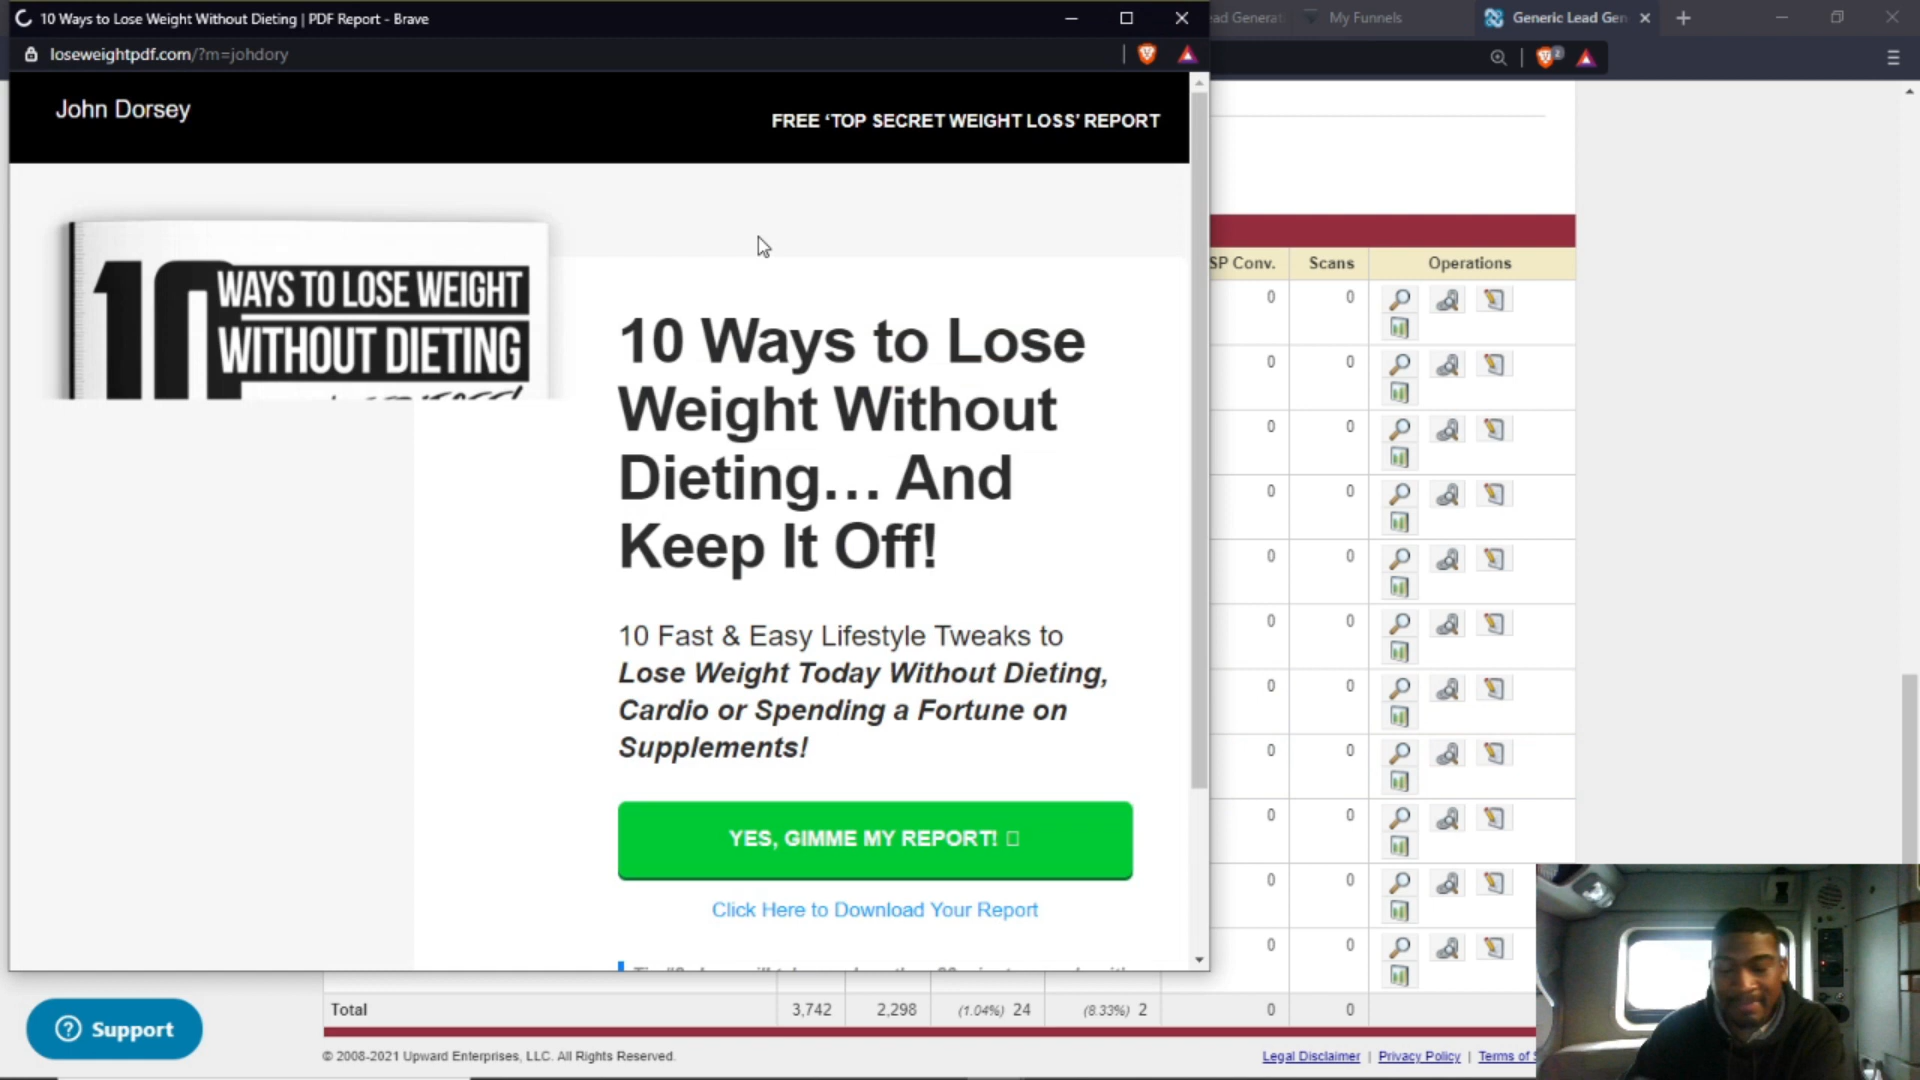 10 Ways to Lose Weight Without Dieting | PDF Report - Brave
My Funnels
Generic Lead Gen
loseweightpdf.com/?m=johdory
2
John Dorsey
FREE ‘TOP SECRET WEIGHT LOSS’ REPORT
10 WAYS TO LOSE WEIGHT
WITHOUT DIETING
SP Conv.
Scans
Operations
10 Ways to Lose
Weight Without
Dieting… And
Keep It Off!
10 Fast & Easy Lifestyle Tweaks to
Lose Weight Today Without Dieting,
Cardio or Spending a Fortune on
Supplements!
YES, GIMME MY REPORT!
Click Here to Download Your Report
0 0
0 0
0 0
0 0
0 0
0 0
0 0
0 0
0 0
0 0
0 0
Total 3,742 2,298 (1.04%) 24 (8.33%) 2 0 0
Support
© 2008-2021 Upward Enterprises, LLC. All Rights Reserved.
Legal Disclaimer | Privacy Policy | Terms of